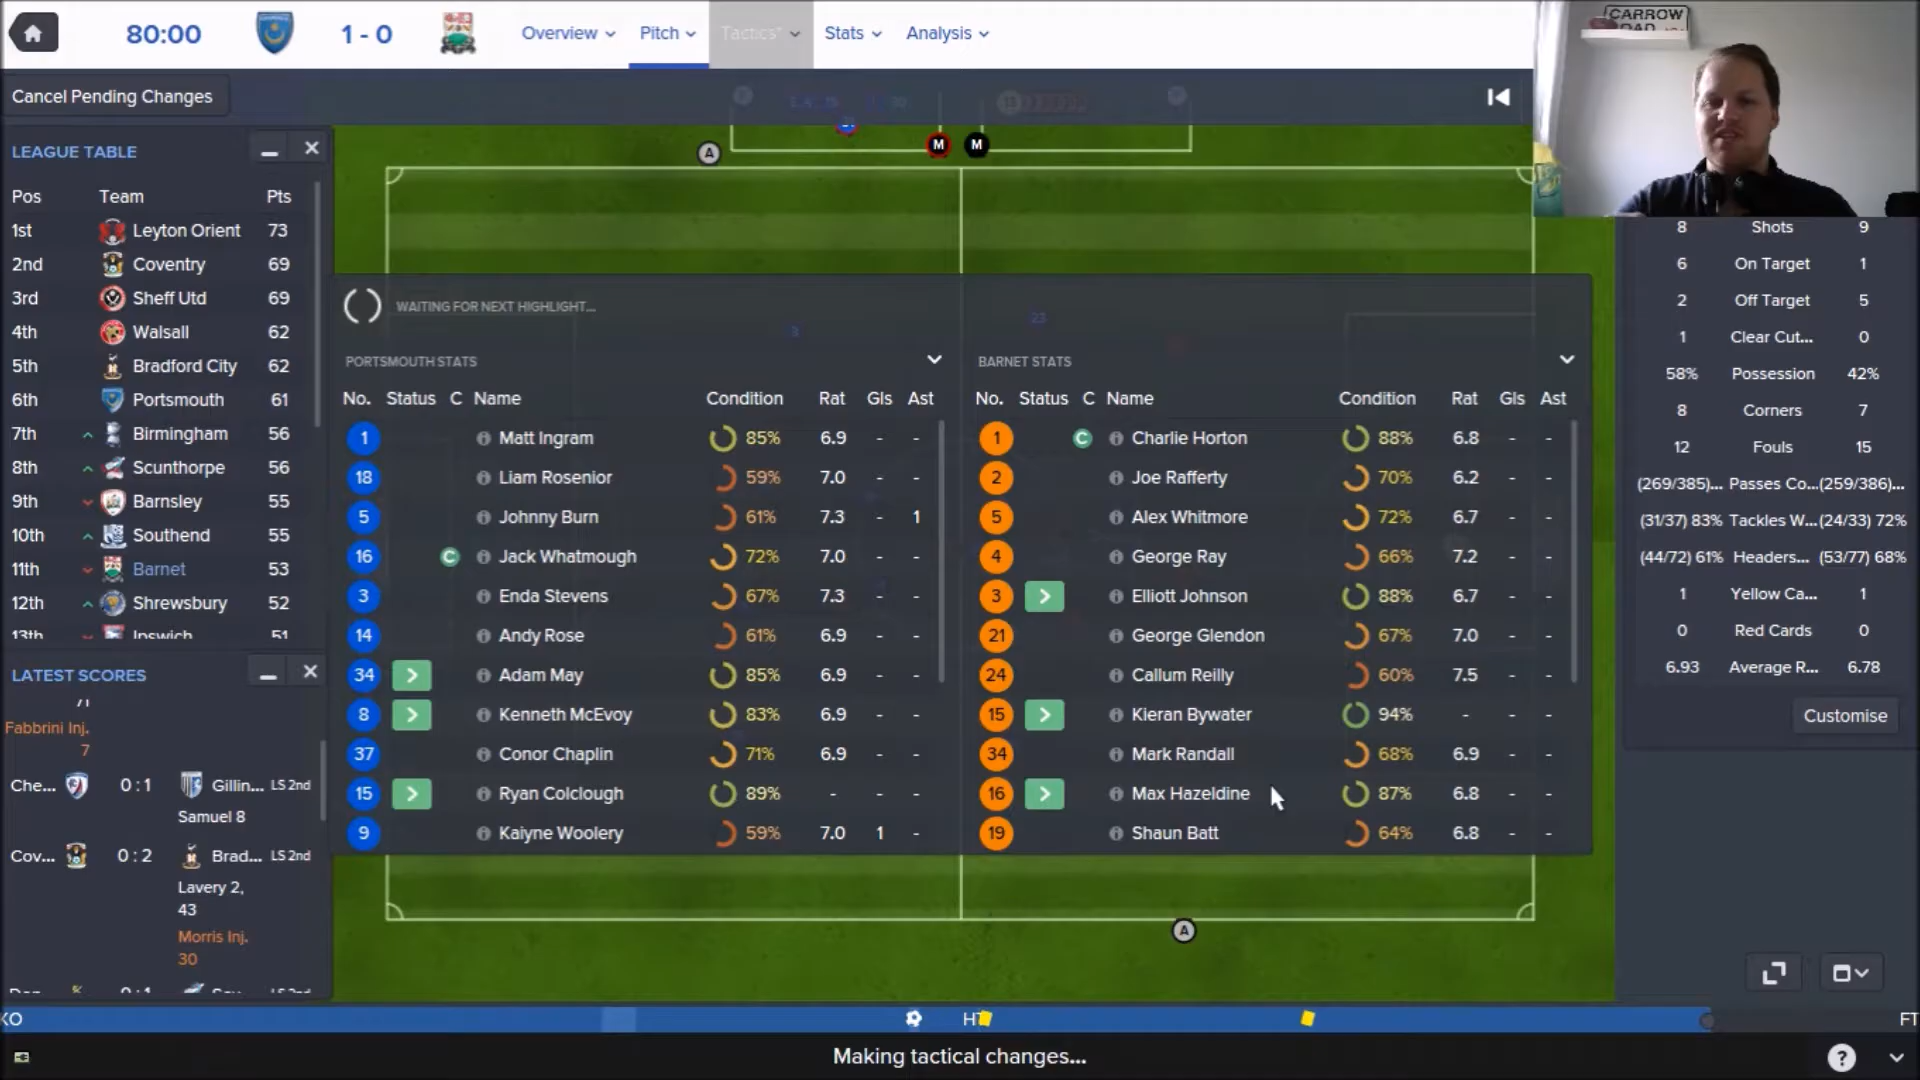 80:00 1 - 0 Overview Pitch Tactics* Stats Analysis
CARROW
ROAD
Cancel Pending Changes
LEAGUE TABLE
Pos Team Pts
1st Leyton Orient 73
2nd Coventry 69
3rd Sheff Utd 69
4th Walsall 62
5th Bradford City 62
6th Portsmouth 61
7th Birmingham 56
8th Scunthorpe 56
9th Barnsley 55
10th Southend 55
11th Barnet 53
12th Shrewsbury 52
13th Ipswich 51
LATEST SCORES
71
Fabbrini Inj.
7
Che... 0 : 1 Gillin... LS 2nd
Samuel 8
Cov... 0 : 2 Brad... LS 2nd
Lavery 2,
43
Morris Inj.
30
A M M
WAITING FOR NEXT HIGHLIGHT...
3 23
PORTSMOUTH STATS
No. Status C Name Condition Rat Gls Ast
1 Matt Ingram 85% 6.9 - -
18 Liam Rosenior 59% 7.0 - -
5 Johnny Burn 61% 7.3 - 1
16 C Jack Whatmough 72% 7.0 - -
3 Enda Stevens 67% 7.3 - -
14 Andy Rose 61% 6.9 - -
34 Adam May 85% 6.9 - -
8 Kenneth McEvoy 83% 6.9 - -
37 Conor Chaplin 71% 6.9 - -
15 Ryan Colclough 89% - - -
9 Kaiyne Woolery 59% 7.0 1 -
BARNET STATS
No. Status C Name Condition Rat Gls Ast
1 C Charlie Horton 88% 6.8 - -
2 Joe Rafferty 70% 6.2 - -
5 Alex Whitmore 72% 6.7 - -
4 George Ray 66% 7.2 - -
3 Elliott Johnson 88% 6.7 - -
21 George Glendon 67% 7.0 - -
24 Callum Reilly 60% 7.5 - -
15 Kieran Bywater 94% - - -
34 Mark Randall 68% 6.9 - -
16 Max Hazeldine 87% 6.8 - -
19 Shaun Batt 64% 6.8 - -
A
8 Shots 9
6 On Target 1
2 Off Target 5
1 Clear Cut... 0
58% Possession 42%
8 Corners 7
12 Fouls 15
(269/385)... Passes Co... (259/386)...
(31/37) 83% Tackles W... (24/33) 72%
(44/72) 61% Headers... (53/77) 68%
1 Yellow Ca... 1
0 Red Cards 0
6.93 Average R... 6.78
Customise
KO HT FT
Making tactical changes...
?